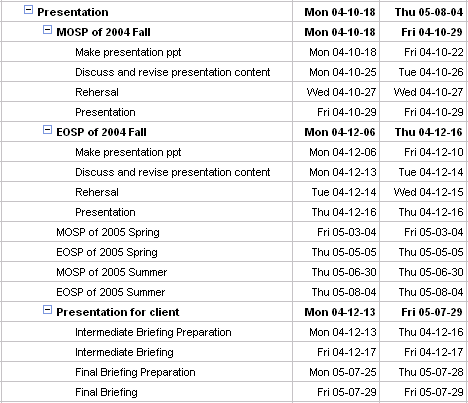 Presentation Mon 04-10-18 Thu 05-08-04
MOSP of 2004 Fall Mon 04-10-18 Fri 04-10-29
Make presentation ppt Mon 04-10-18 Fri 04-10-22
Discuss and revise presentation content Mon 04-10-25 Tue 04-10-26
Rehersal Wed 04-10-27 Wed 04-10-27
Presentation Fri 04-10-29 Fri 04-10-29
EOSP of 2004 Fall Mon 04-12-06 Thu 04-12-16
Make presentation ppt Mon 04-12-06 Fri 04-12-10
Discuss and revise presentation content Mon 04-12-13 Tue 04-12-14
Rehersal Tue 04-12-14 Wed 04-12-15
Presentation Thu 04-12-16 Thu 04-12-16
MOSP of 2005 Spring Fri 05-03-04 Fri 05-03-04
EOSP of 2005 Spring Thu 05-05-05 Thu 05-05-05
MOSP of 2005 Summer Thu 05-06-30 Thu 05-06-30
EOSP of 2005 Summer Thu 05-08-04 Thu 05-08-04
Presentation for client Mon 04-12-13 Fri 05-07-29
Intermediate Briefing Preparation Mon 04-12-13 Thu 04-12-16
Intermediate Briefing Fri 04-12-17 Fri 04-12-17
Final Briefing Preparation Mon 05-07-25 Thu 05-07-28
Final Briefing Fri 05-07-29 Fri 05-07-29